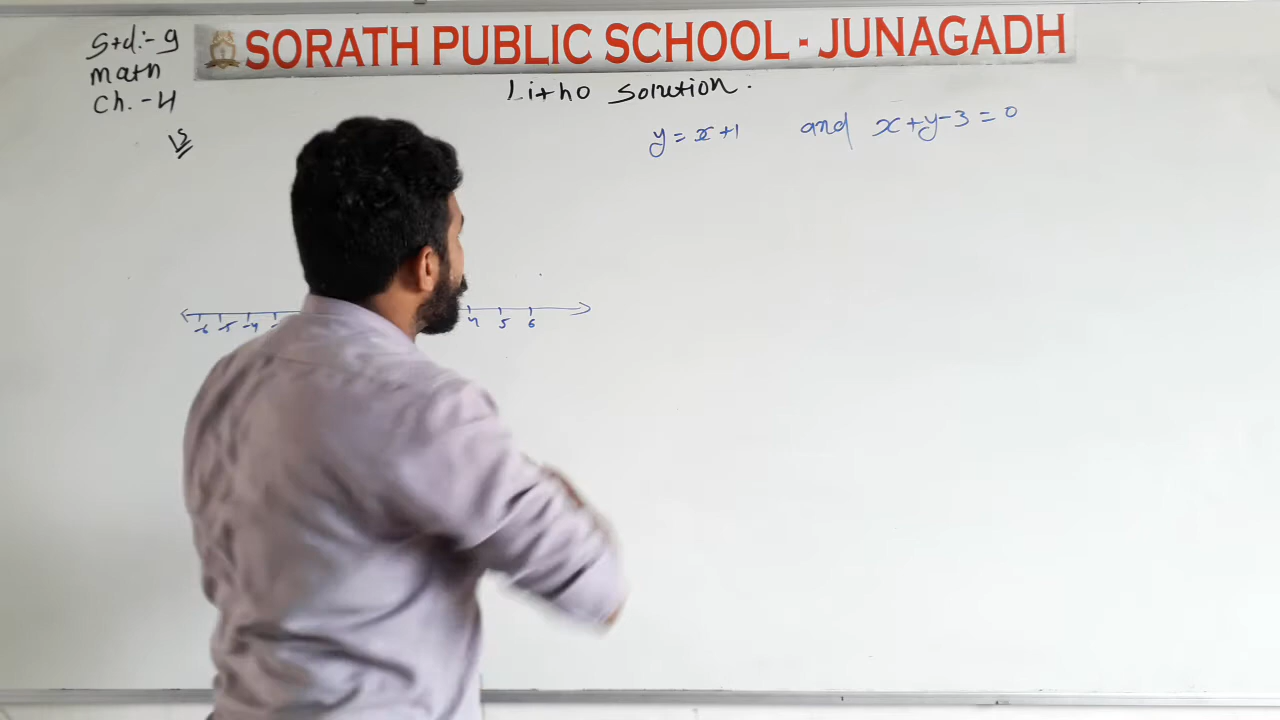 SORATH PUBLIC SCHOOL - JUNAGADH
Std:- 9
math
Ch. - 4
Litho Solution.
y = x + 1 and x + y - 3 = 0
-6 -5 -4 4 5 6